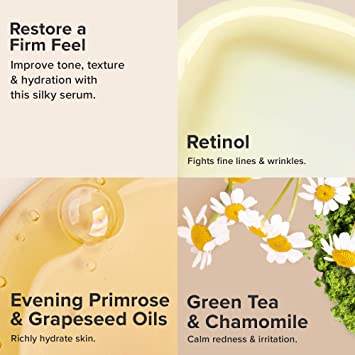 Restore a
Firm Feel
Improve tone, texture
& hydration with
this silky serum.
Retinol
Fights fine lines & wrinkles.
Evening Primrose
& Grapeseed Oils
Richly hydrate skin.
Green Tea
& Chamomile
Calm redness & irritation.